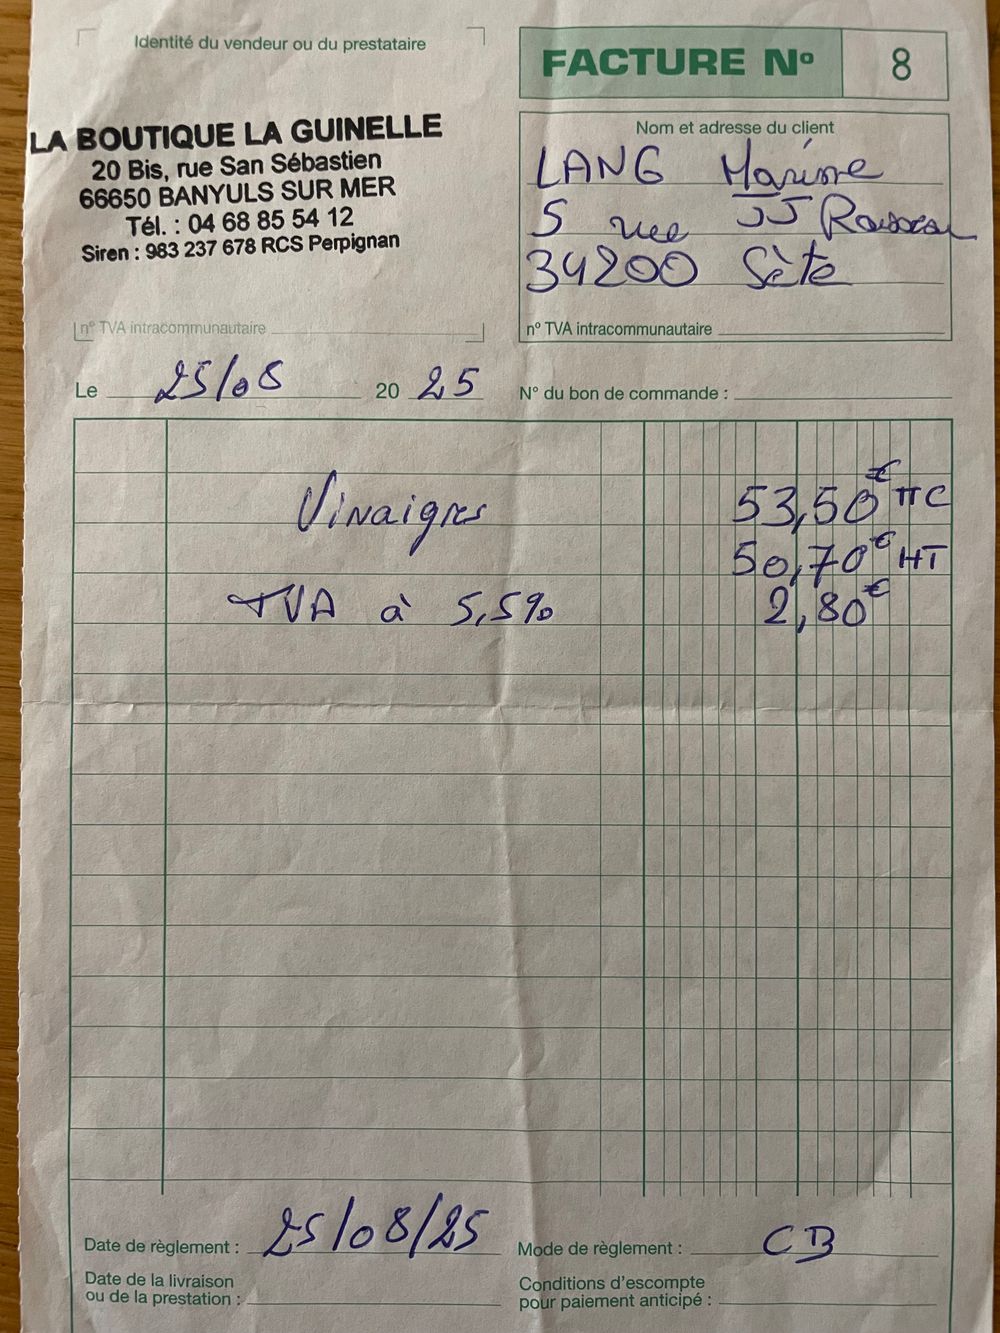 Identité du vendeur ou du prestataire
FACTURE Nº 8
LA BOUTIQUE LA GUINELLE
20 Bis, rue San Sébastien
66650 BANYULS SUR MER
Tél. : 04 68 85 54 12
Siren : 983 237 678 RCS Perpignan
Nom et adresse du client
LANG Marine
5 rue JJ Rousseau
34200 Sète
n° TVA intracommunautaire
n° TVA intracommunautaire
Le 25/08 20 25
N° du bon de commande :
Vinaigres 53,50€ TTC
50,70€ HT
TVA à 5,5% 2,80€
Date de règlement : 25/08/25
Mode de règlement : CB
Date de la livraison
ou de la prestation :
Conditions d'escompte
pour paiement anticipé :